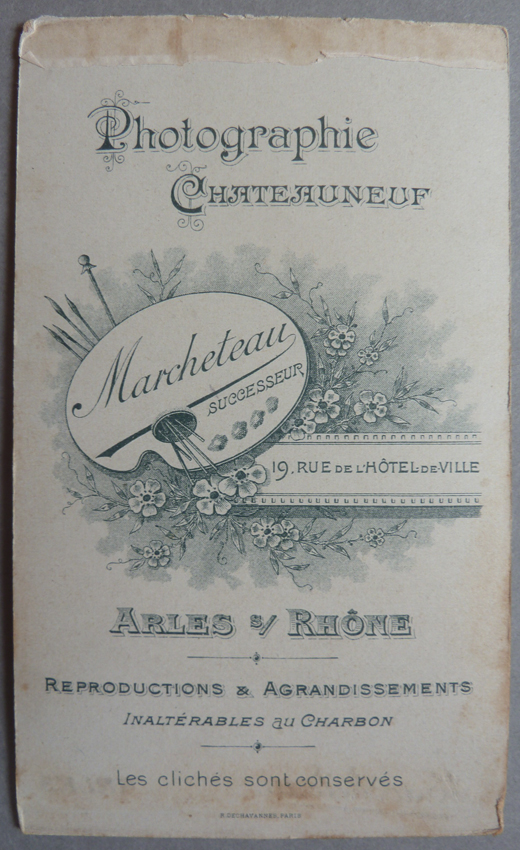 Photographie
CHATEAUNEUF
Marcheteau
SUCCESSEUR
19, RUE DE L'HÔTEL-DE-VILLE
ARLES S/ RHÔNE
REPRODUCTIONS & AGRANDISSEMENTS
INALTÉRABLES au CHARBON
Les clichés sont conservés
PARIS